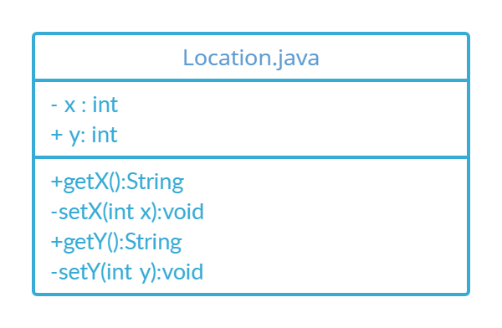 Location.java
- x : int
+ y: int
+getX():String
-setX(int x):void
+getY():String
-setY(int y):void